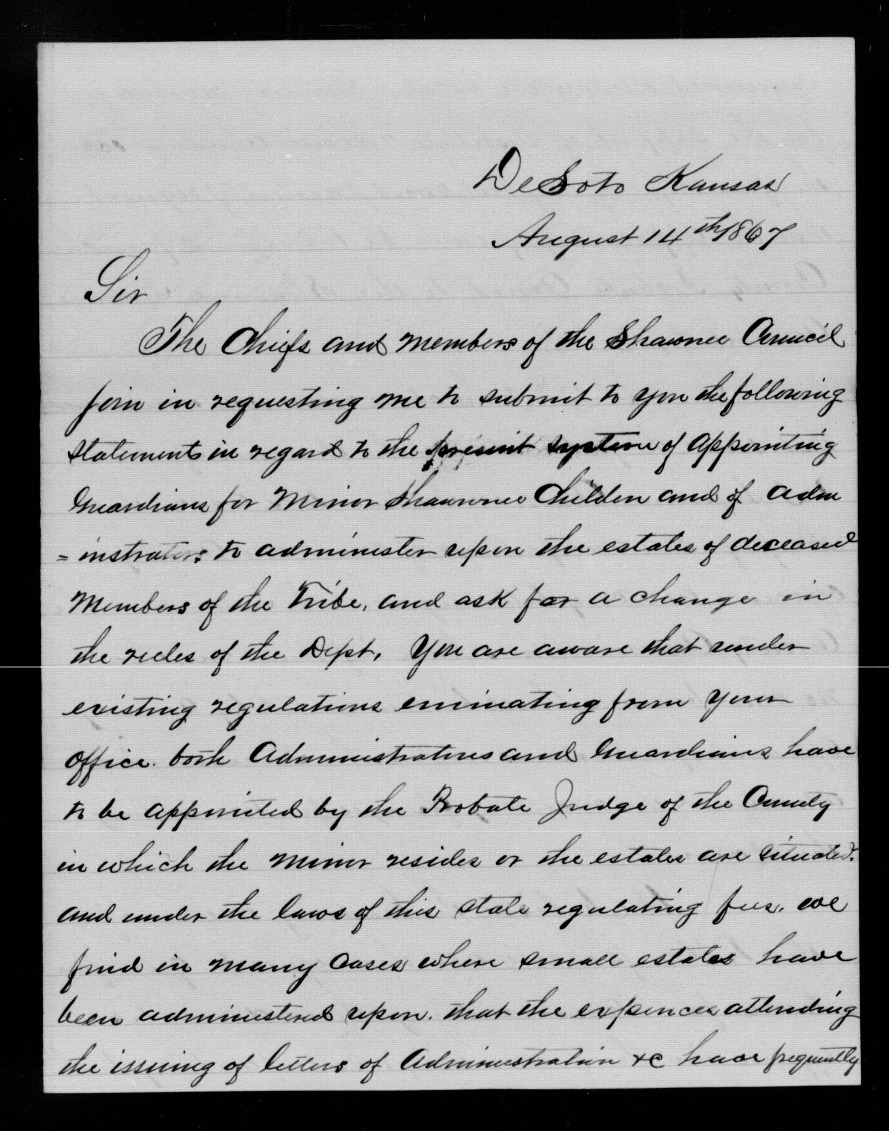 DeSoto Kansas
August 14th 1867
Sir
The Chiefs and members of the Shawnee Council
join in requesting me to submit to you the following
statements in regard to the present system of appointing
Guardians for Minor Shawnee Childen and of adm
=instrators to administer upon the estates of deceased
Members of the Tribe, and ask for a change in
the rules of the Dept. You are aware that under
existing regulations eminating from your
office. both Administrators and Guardians have
to be appointed by the Probate Judge of the County
in which the minor resides or the estates are situated.
and under the laws of this state regulating fees. we
find in many cases where small estates have
been administered upon. that the expences attending
the issuing of letters of Administration &c have frequently